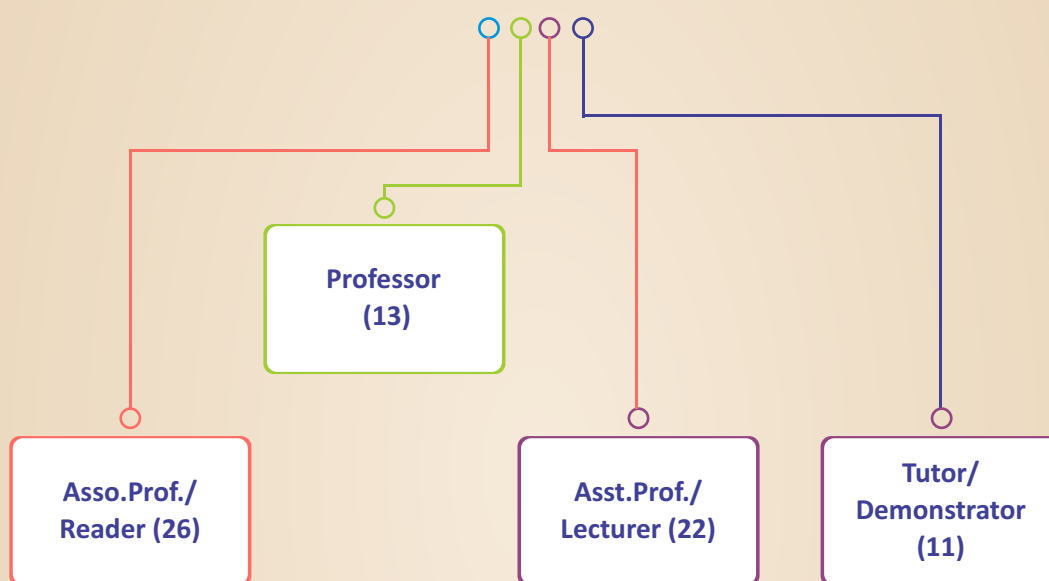 Professor
(13)
Asso.Prof./
Reader (26)
Asst.Prof./
Lecturer (22)
Tutor/
Demonstrator
(11)